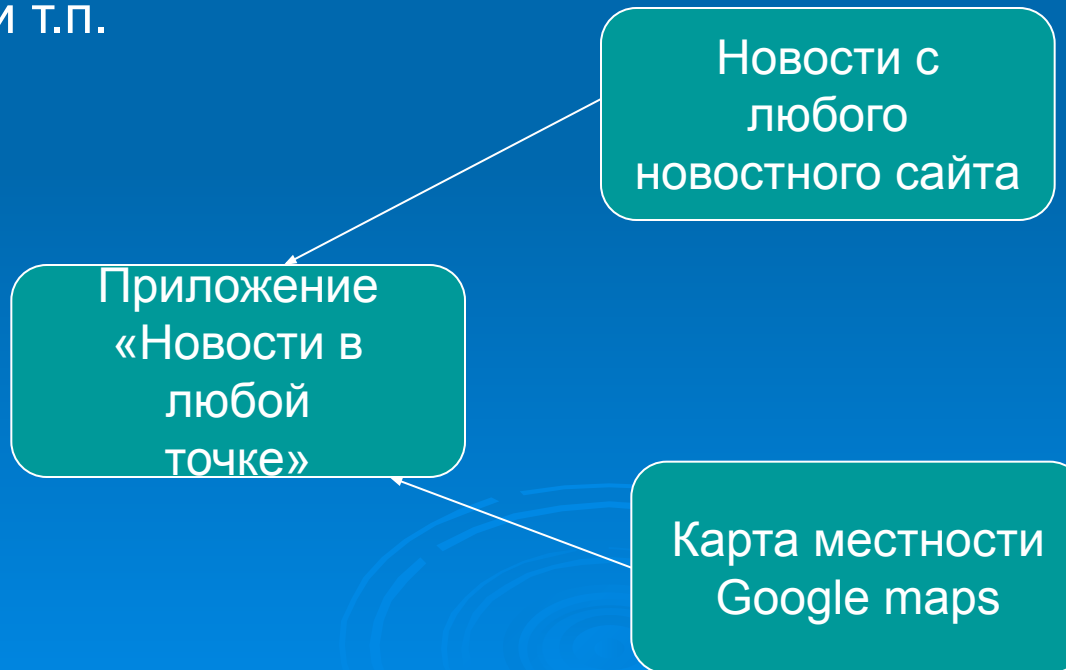 и т.п.
Новости с
любого
новостного сайта
Приложение
«Новости в
любой
точке»
Карта местности
Google maps